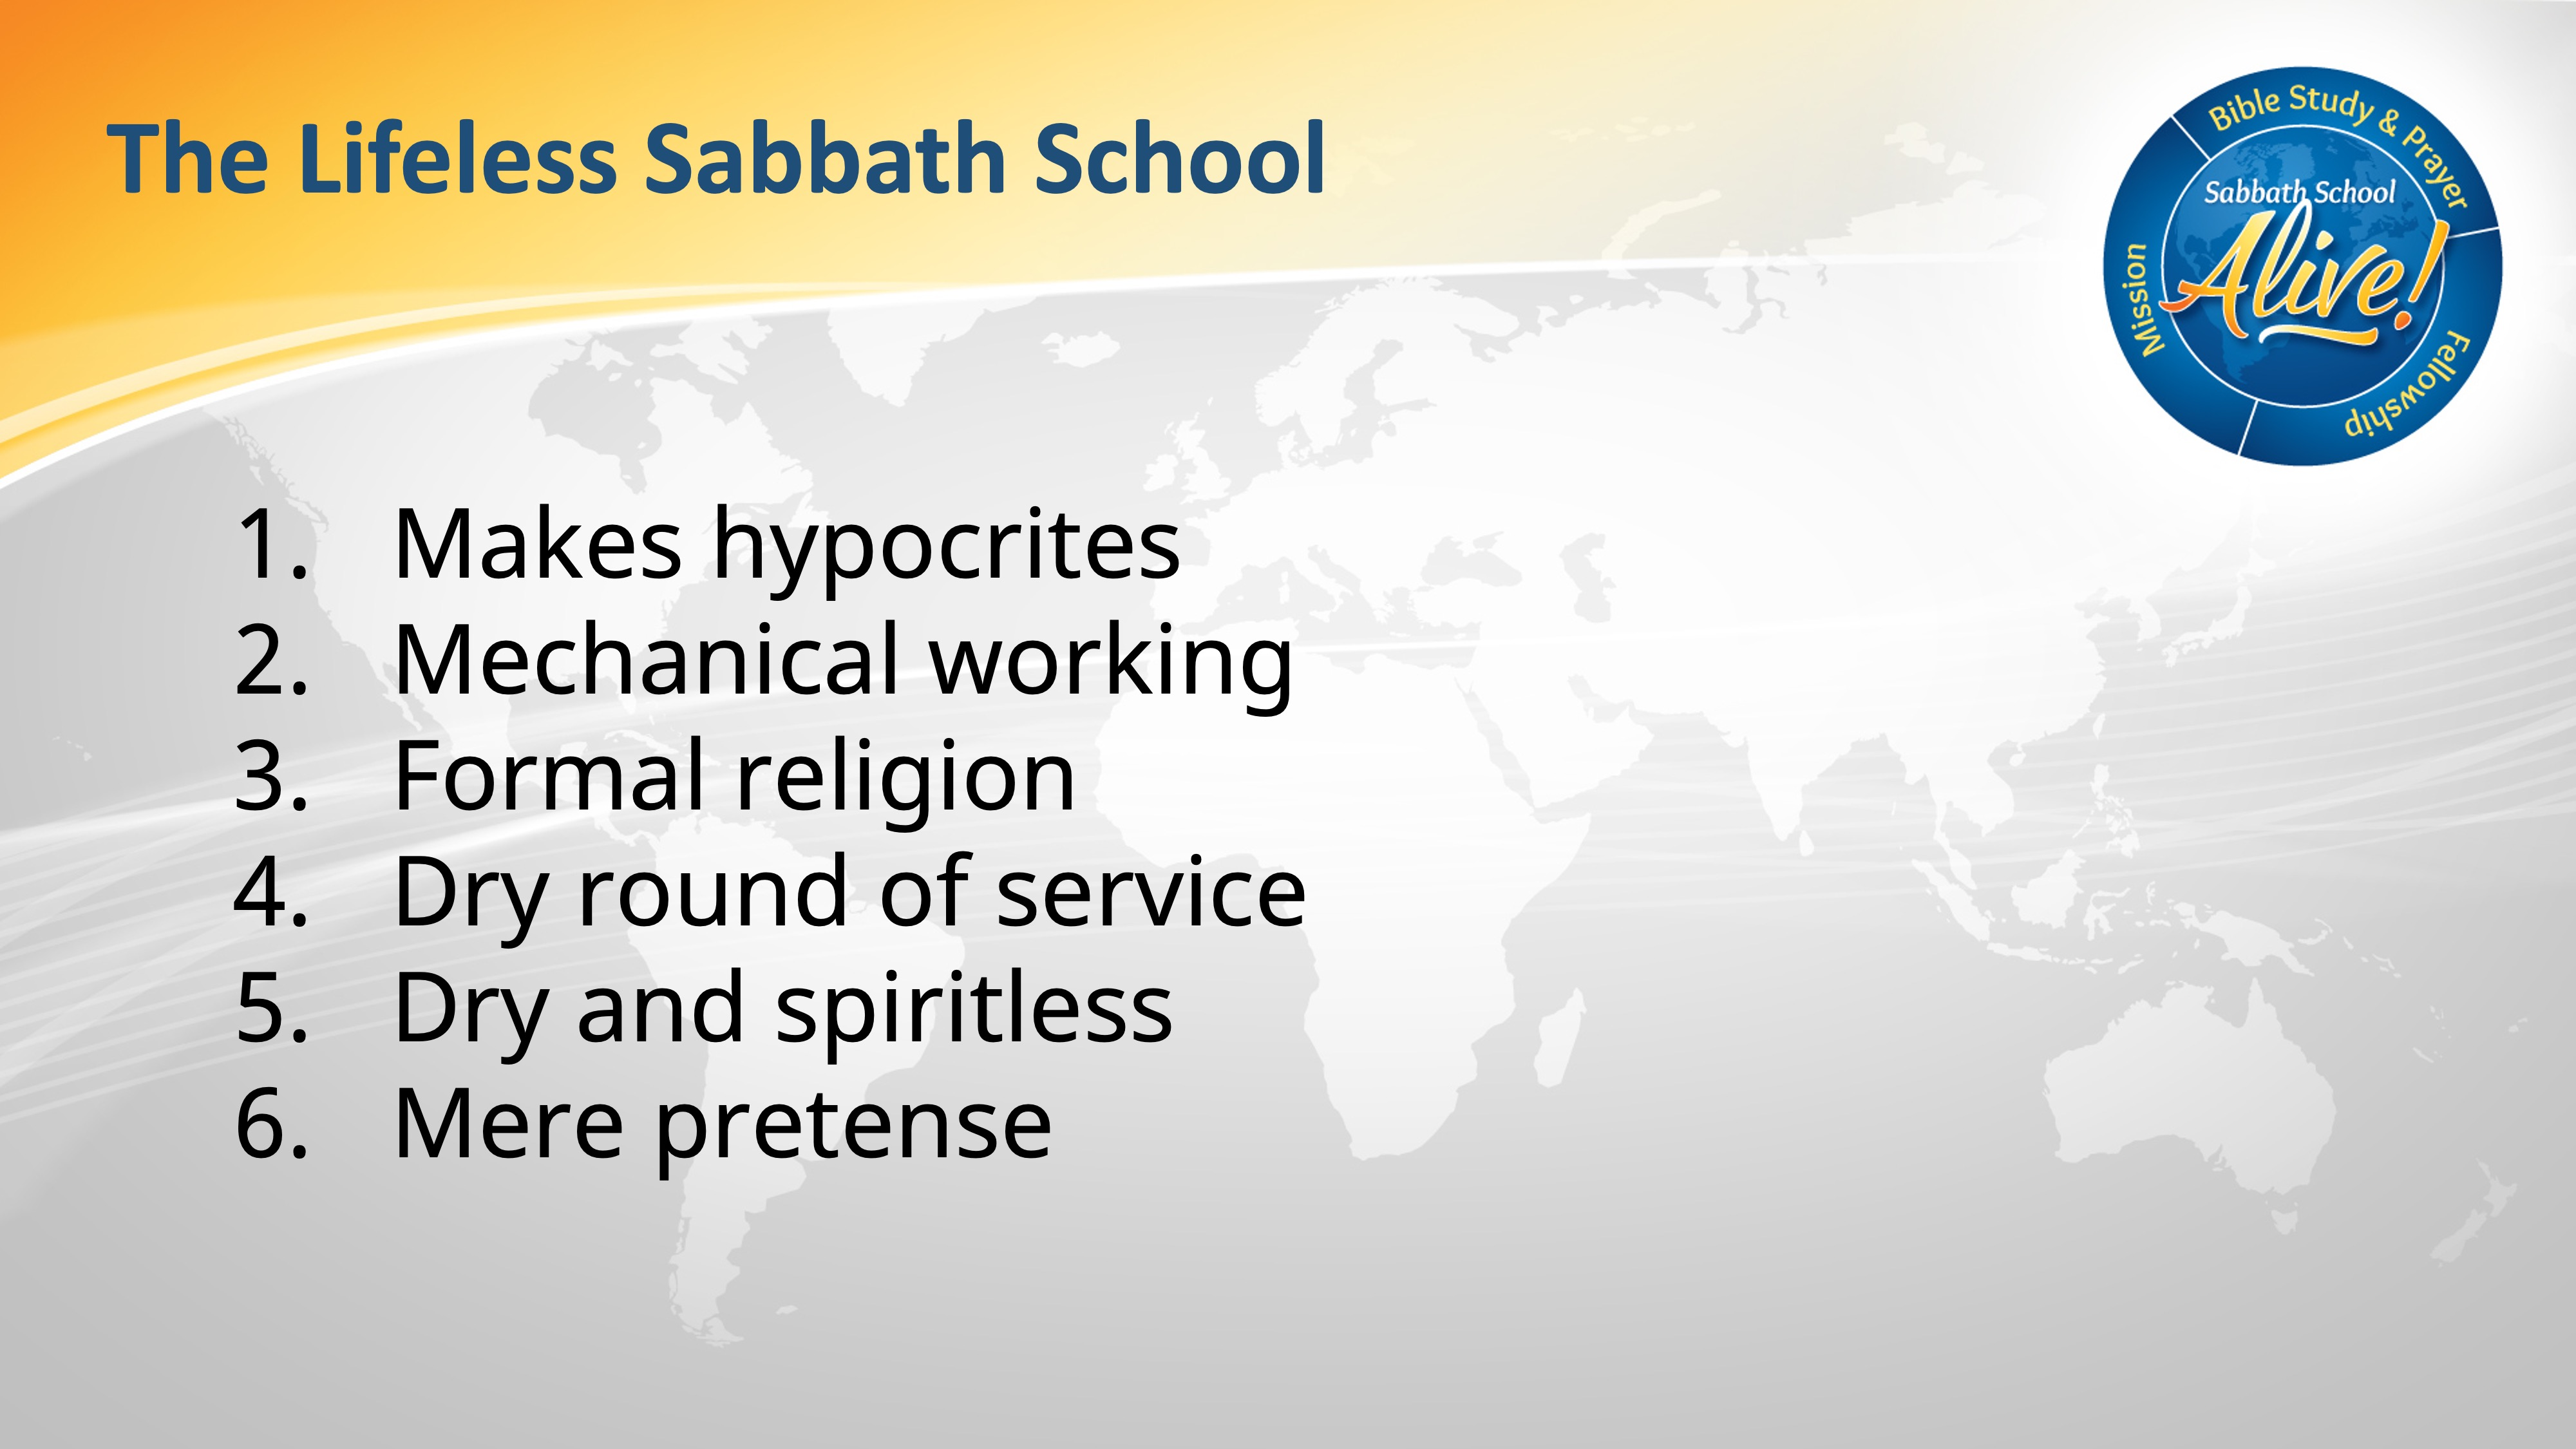 The Lifeless Sabbath School
Bible Study & Prayer
Sabbath School
Alive!
Mission
Fellowship
1. Makes hypocrites
2. Mechanical working
3. Formal religion
4. Dry round of service
5. Dry and spiritless
6. Mere pretense